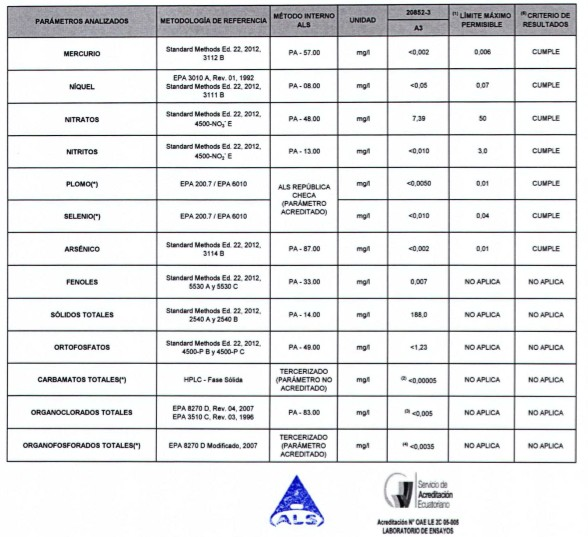 PARÁMETROS ANALIZADOS METODOLOGÍA DE REFERENCIA MÉTODO INTERNO ALS UNIDAD 20852-3 A3 (1) LÍMITE MÁXIMO PERMISIBLE (5) CRITERIO DE RESULTADOS
MERCURIO Standard Methods Ed. 22, 2012, 3112 B PA - 57.00 mg/l <0,002 0,006 CUMPLE
NÍQUEL EPA 3010 A, Rev. 01, 1992 Standard Methods Ed. 22, 2012, 3111 B PA - 08.00 mg/l <0,05 0,07 CUMPLE
NITRATOS Standard Methods Ed. 22, 2012, 4500-NO3- E PA - 48.00 mg/l 7,39 50 CUMPLE
NITRITOS Standard Methods Ed. 22, 2012, 4500-NO2- E PA - 13.00 mg/l <0,010 3,0 CUMPLE
PLOMO(*) EPA 200.7 / EPA 6010 ALS REPÚBLICA CHECA (PARÁMETRO ACREDITADO) mg/l <0,0050 0,01 CUMPLE
SELENIO(*) EPA 200.7 / EPA 6010 mg/l <0,010 0,04 CUMPLE
ARSÉNICO Standard Methods Ed. 22, 2012, 3114 B PA - 87.00 mg/l <0,002 0,01 CUMPLE
FENOLES Standard Methods Ed. 22, 2012, 5530 A y 5530 C PA - 33.00 mg/l 0,007 NO APLICA NO APLICA
SÓLIDOS TOTALES Standard Methods Ed. 22, 2012, 2540 A y 2540 B PA - 14.00 mg/l 188,0 NO APLICA NO APLICA
ORTOFOSFATOS Standard Methods Ed. 22, 2012, 4500-P B y 4500-P C PA - 49.00 mg/l <1,23 NO APLICA NO APLICA
CARBAMATOS TOTALES(*) HPLC - Fase Sólida TERCERIZADO (PARÁMETRO NO ACREDITADO) mg/l (2) <0,00005 NO APLICA NO APLICA
ORGANOCLORADOS TOTALES EPA 8270 D, Rev. 04, 2007 EPA 3510 C, Rev. 03, 1996 PA - 83.00 mg/l (3) <0,005 NO APLICA NO APLICA
ORGANOFOSFORADOS TOTALES(*) EPA 8270 D Modificado, 2007 TERCERIZADO (PARÁMETRO ACREDITADO) mg/l (4) <0,0035 NO APLICA NO APLICA
ALS
Servicio de
Acreditación
Ecuatoriano
Acreditación N° OAE LE 2C 05-005
LABORATORIO DE ENSAYOS